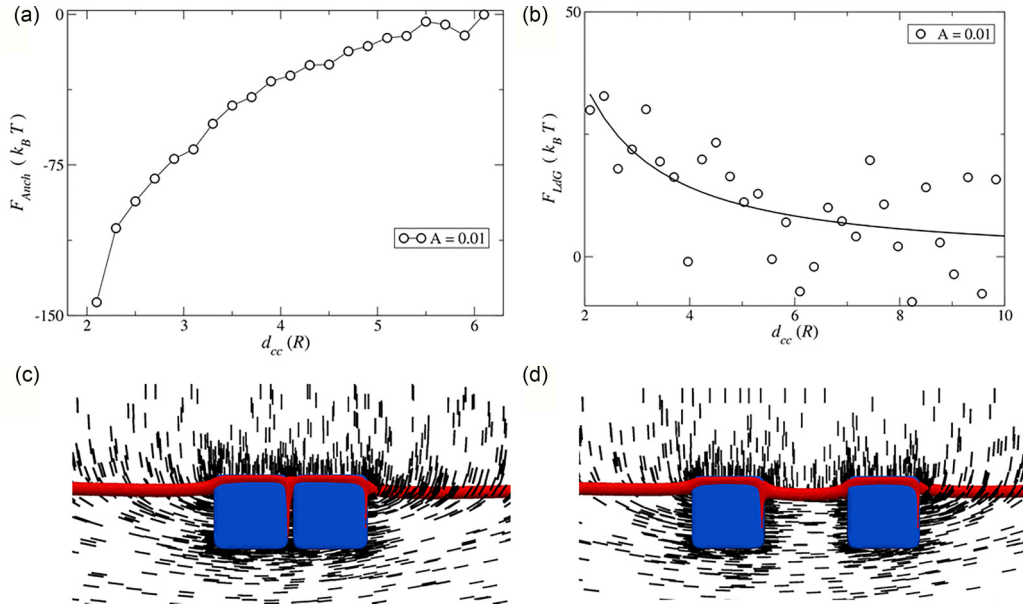 (a)
0
-75
-150
F_Anch (k_B T)
A = 0.01
2 3 4 5 6
d_cc (R)
(b)
50
0
F_LdG (k_B T)
A = 0.01
2 4 6 8 10
d_cc (R)
(c)
(d)